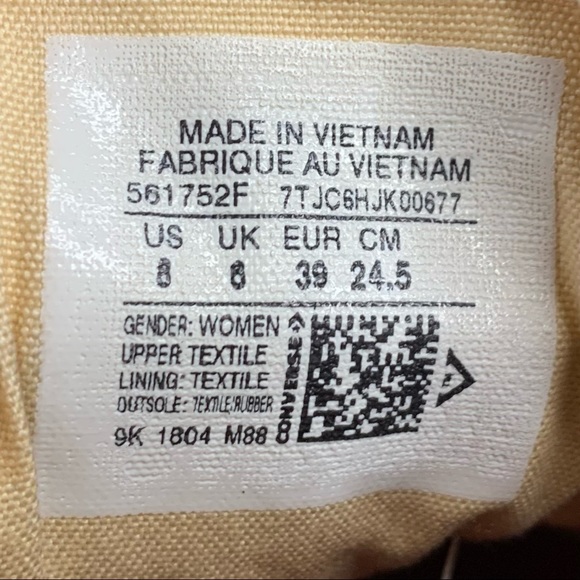 MADE IN VIETNAM
FABRIQUE AU VIETNAM
561752F 7TJC6HJK00677
US UK EUR CM
8 6 39 24.5
GENDER: WOMEN
UPPER TEXTILE
LINING: TEXTILE
OUTSOLE: TEXTILE/RUBBER
9K 1804 M88
CONVERSE